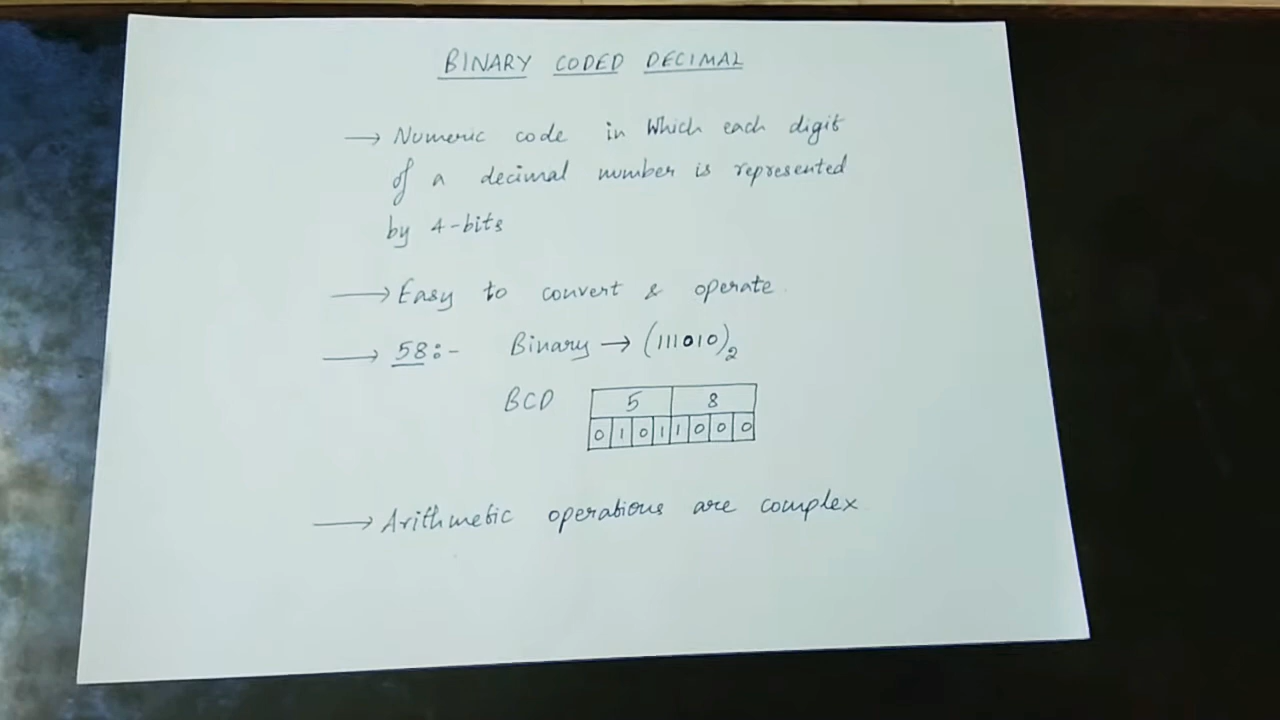 BINARY CODED DECIMAL
→ Numeric code in Which each digit
of a decimal number is represented
by 4-bits
→ Easy to convert & operate
→ 58:- Binary → (111010)₂
BCD 5 8
0 1 0 1 1 0 0 0
→ Arithmetic operations are complex